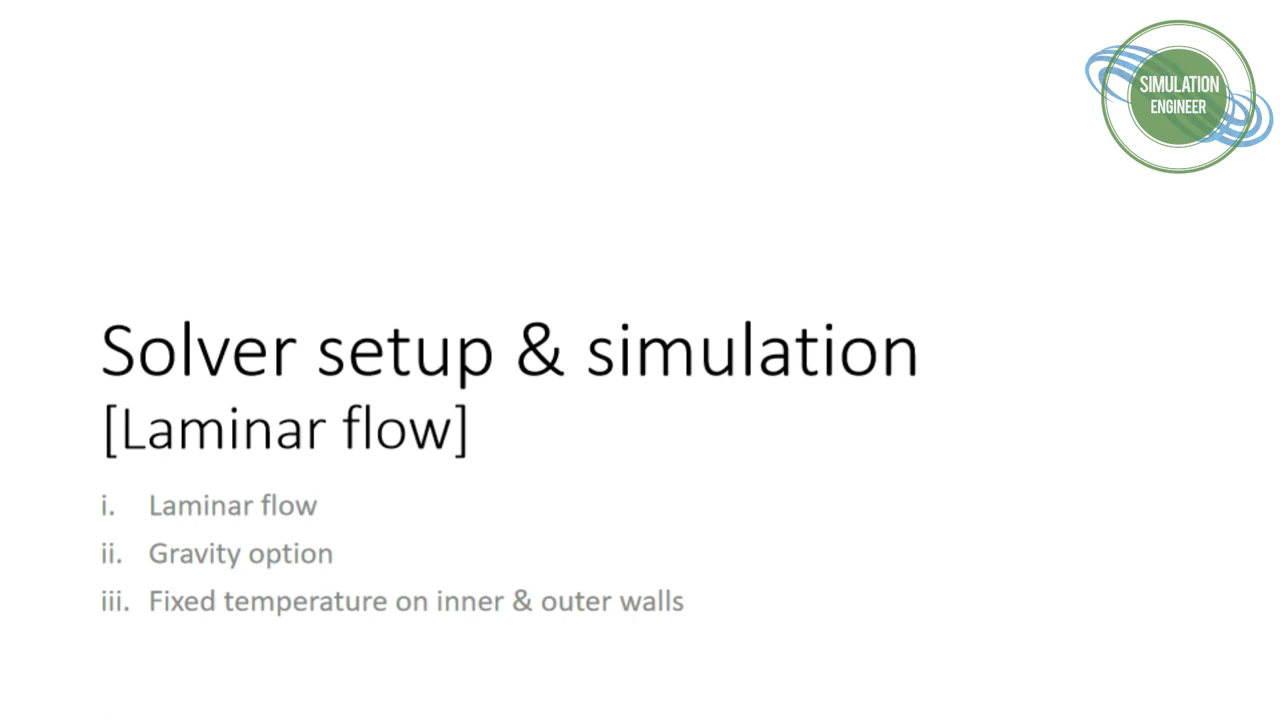 SIMULATION
ENGINEER
Solver setup & simulation
[Laminar flow]
i. Laminar flow
ii. Gravity option
iii. Fixed temperature on inner & outer walls